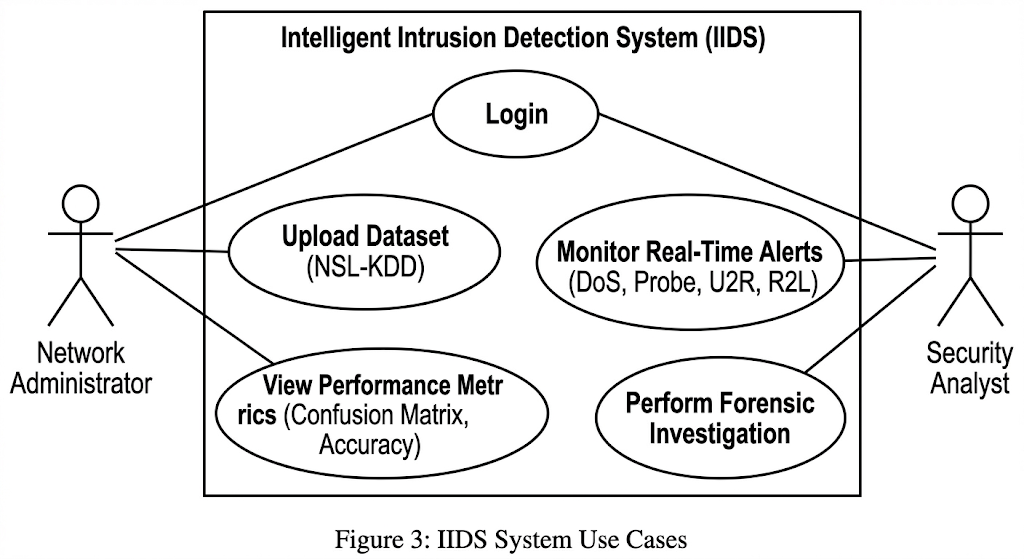 Intelligent Intrusion Detection System (IIDS)
Login
Upload Dataset
(NSL-KDD)
Monitor Real-Time Alerts
(DoS, Probe, U2R, R2L)
Network
Administrator
Security
Analyst
View Performance Metr
rics (Confusion Matrix,
Accuracy)
Perform Forensic
Investigation
Figure 3: IIDS System Use Cases